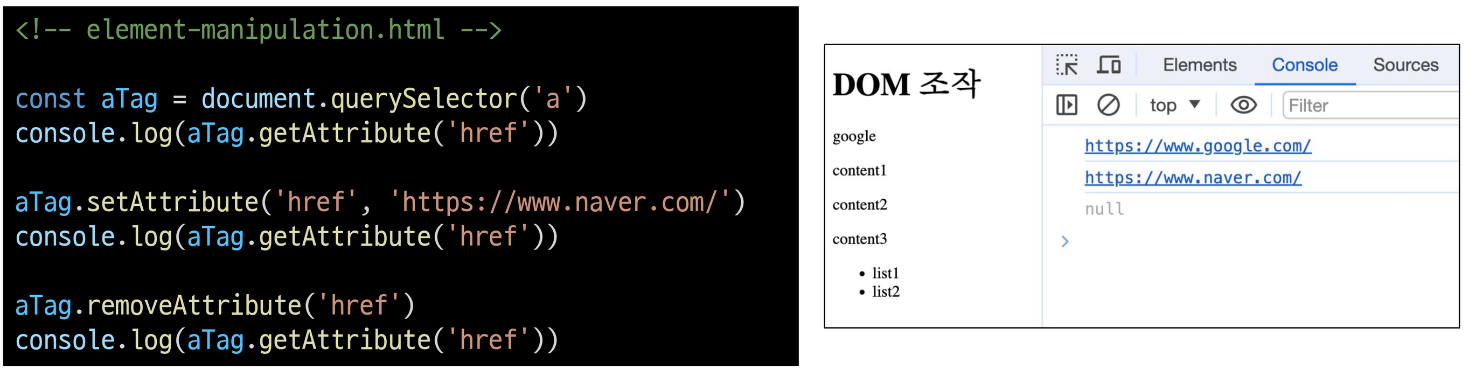 <!-- element-manipulation.html -->
const aTag = document.querySelector('a')
console.log(aTag.getAttribute('href'))
aTag.setAttribute('href', 'https://www.naver.com/')
console.log(aTag.getAttribute('href'))
aTag.removeAttribute('href')
console.log(aTag.getAttribute('href'))
DOM 조작
google
content1
content2
content3
• list1
• list2
Elements Console Sources
top ▼ Filter
https://www.google.com/
https://www.naver.com/
null
>